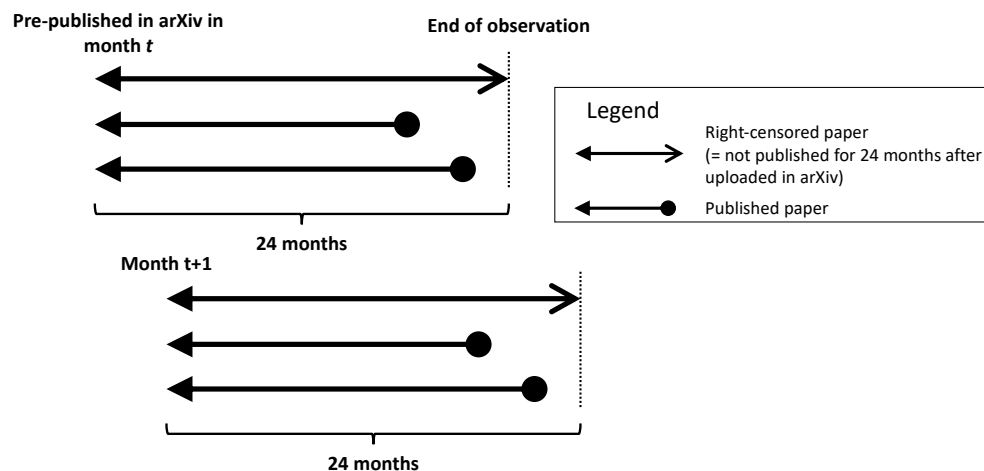 Pre-published in arXiv in
month t
End of observation
24 months
Legend
Right-censored paper
(= not published for 24 months after
uploaded in arXiv)
Published paper
Month t+1
24 months